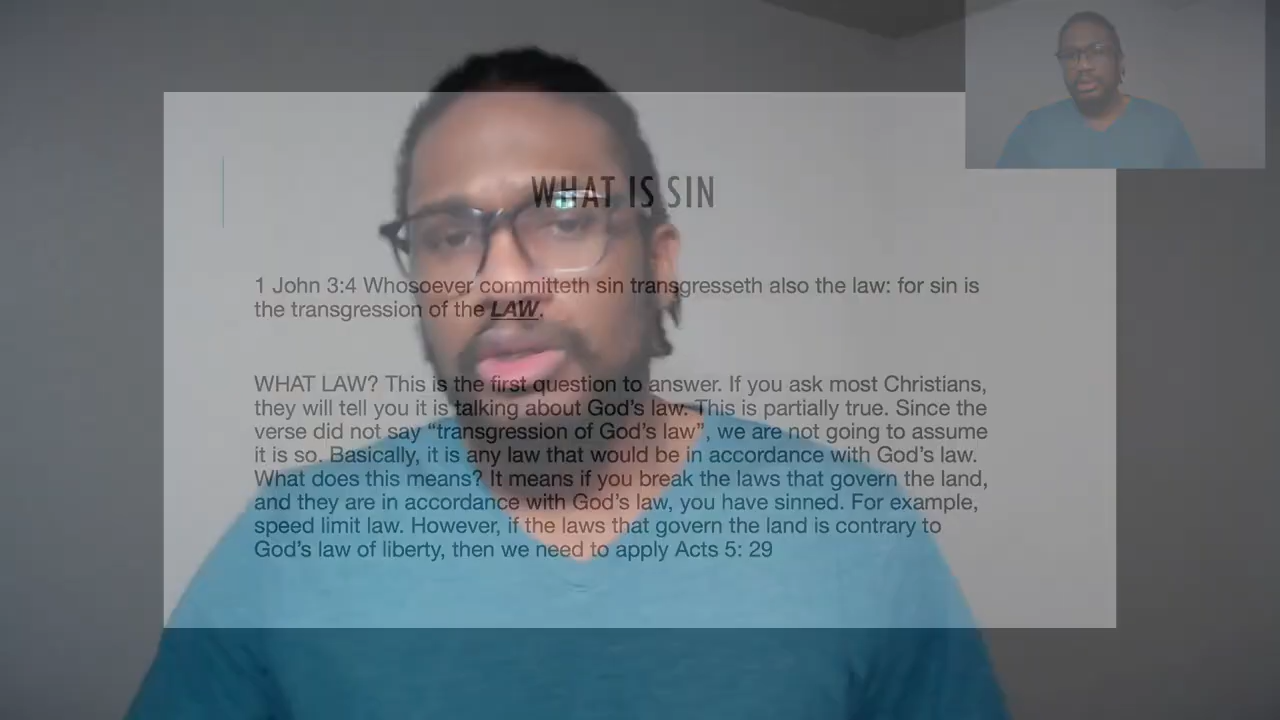 WHAT IS SIN
1 John 3:4 Whosoever committeth sin transgresseth also the law: for sin is
the transgression of the LAW.
WHAT LAW? This is the first question to answer. If you ask most Christians,
they will tell you it is talking about God's law. This is partially true. Since the
verse did not say “transgression of God's law”, we are not going to assume
it is so. Basically, it is any law that would be in accordance with God's law.
What does this means? It means if you break the laws that govern the land,
and they are in accordance with God's law, you have sinned. For example,
speed limit law. However, if the laws that govern the land is contrary to
God's law of liberty, then we need to apply Acts 5: 29